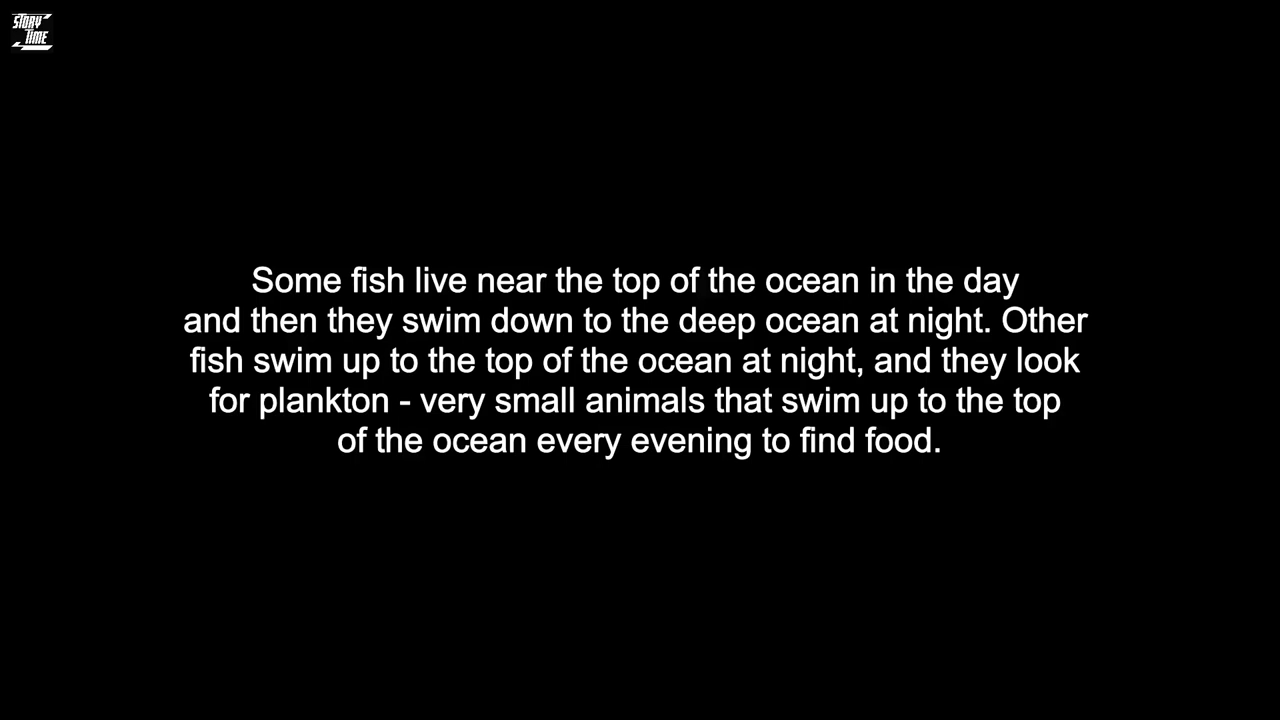 STORY
TIME
Some fish live near the top of the ocean in the day
and then they swim down to the deep ocean at night. Other
fish swim up to the top of the ocean at night, and they look
for plankton - very small animals that swim up to the top
of the ocean every evening to find food.